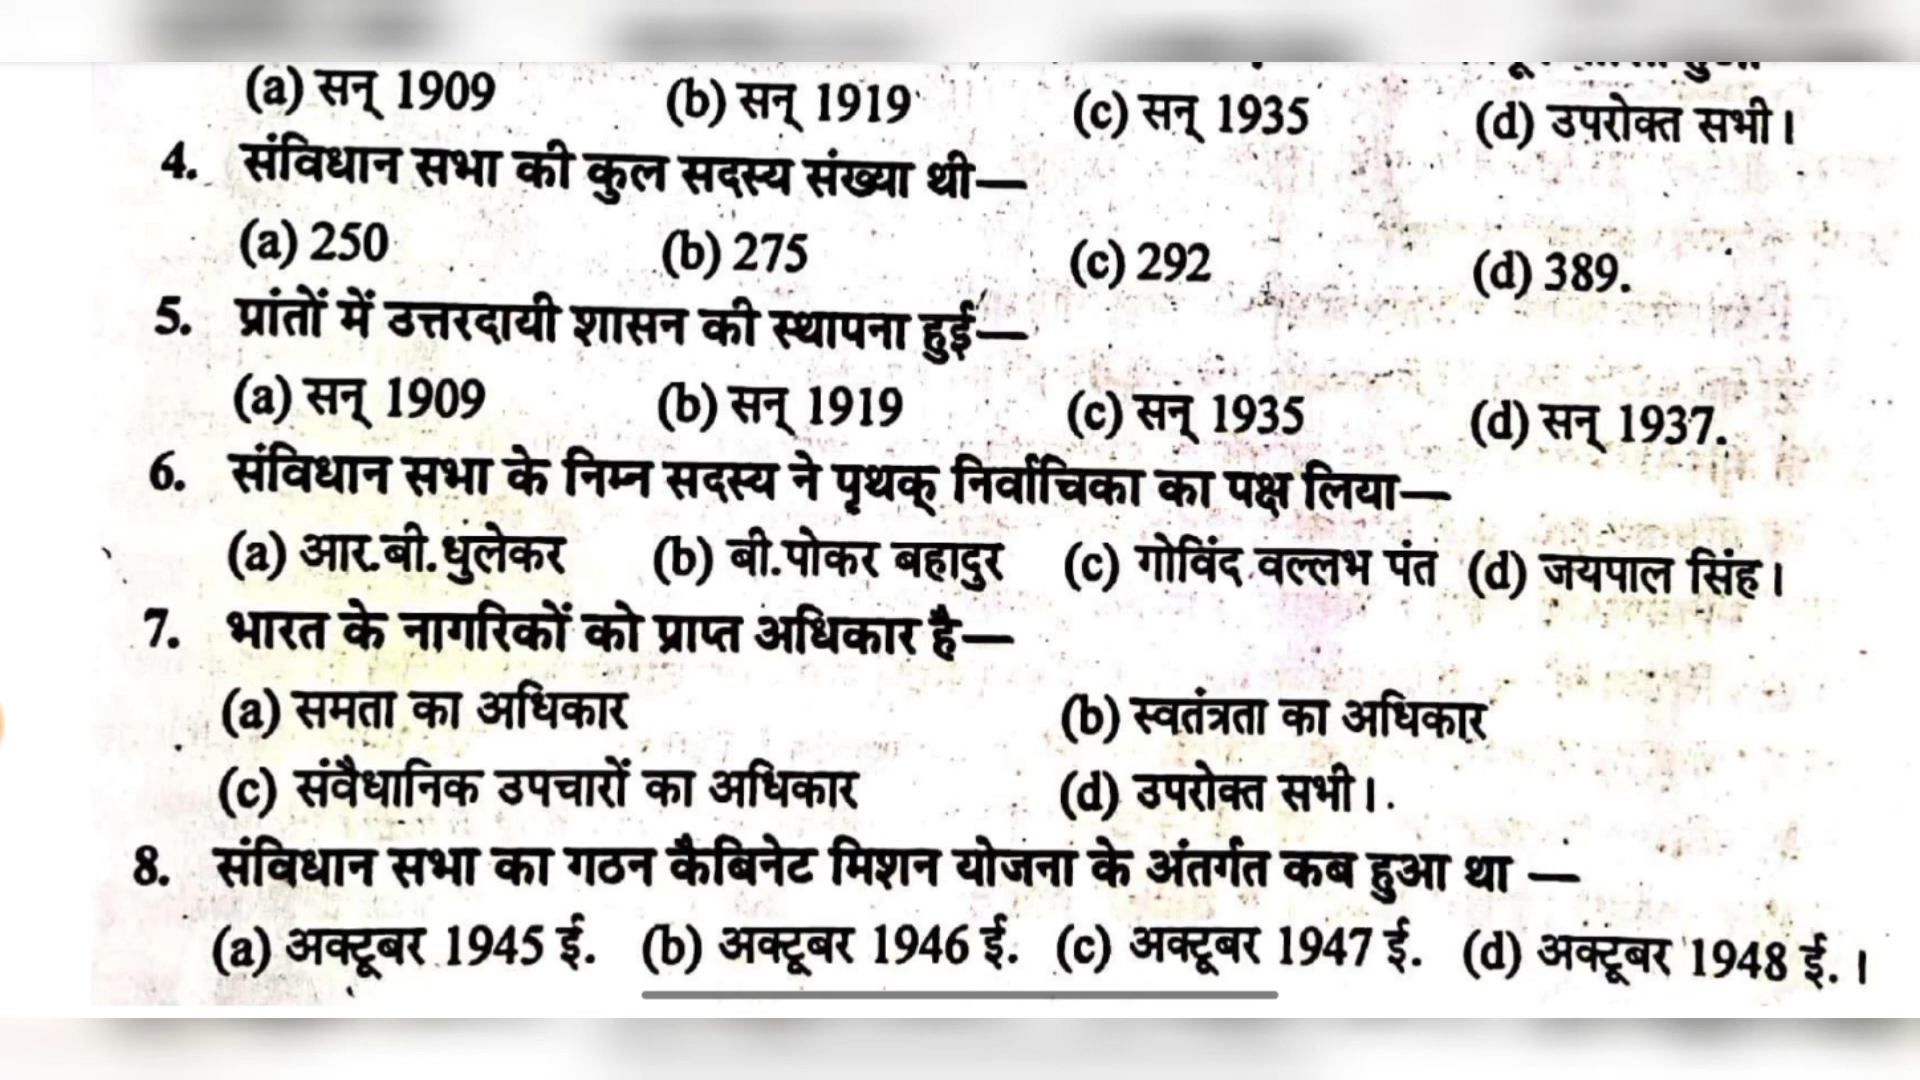 (a) सन् 1909 (b) सन् 1919 (c) सन् 1935 (d) उपरोक्त सभी।
4. संविधान सभा की कुल सदस्य संख्या थी—
(a) 250 (b) 275 (c) 292 (d) 389.
5. प्रांतों में उत्तरदायी शासन की स्थापना हुई—
(a) सन् 1909 (b) सन् 1919 (c) सन् 1935 (d) सन् 1937.
6. संविधान सभा के निम्न सदस्य ने पृथक् निर्वाचिका का पक्ष लिया—
(a) आर.बी.धुलेकर (b) बी.पोकर बहादुर (c) गोविंद वल्लभ पंत (d) जयपाल सिंह।
7. भारत के नागरिकों को प्राप्त अधिकार है—
(a) समता का अधिकार (b) स्वतंत्रता का अधिकार
(c) संवैधानिक उपचारों का अधिकार (d) उपरोक्त सभी।
8. संविधान सभा का गठन कैबिनेट मिशन योजना के अंतर्गत कब हुआ था —
(a) अक्टूबर 1945 ई. (b) अक्टूबर 1946 ई. (c) अक्टूबर 1947 ई. (d) अक्टूबर 1948 ई. ।